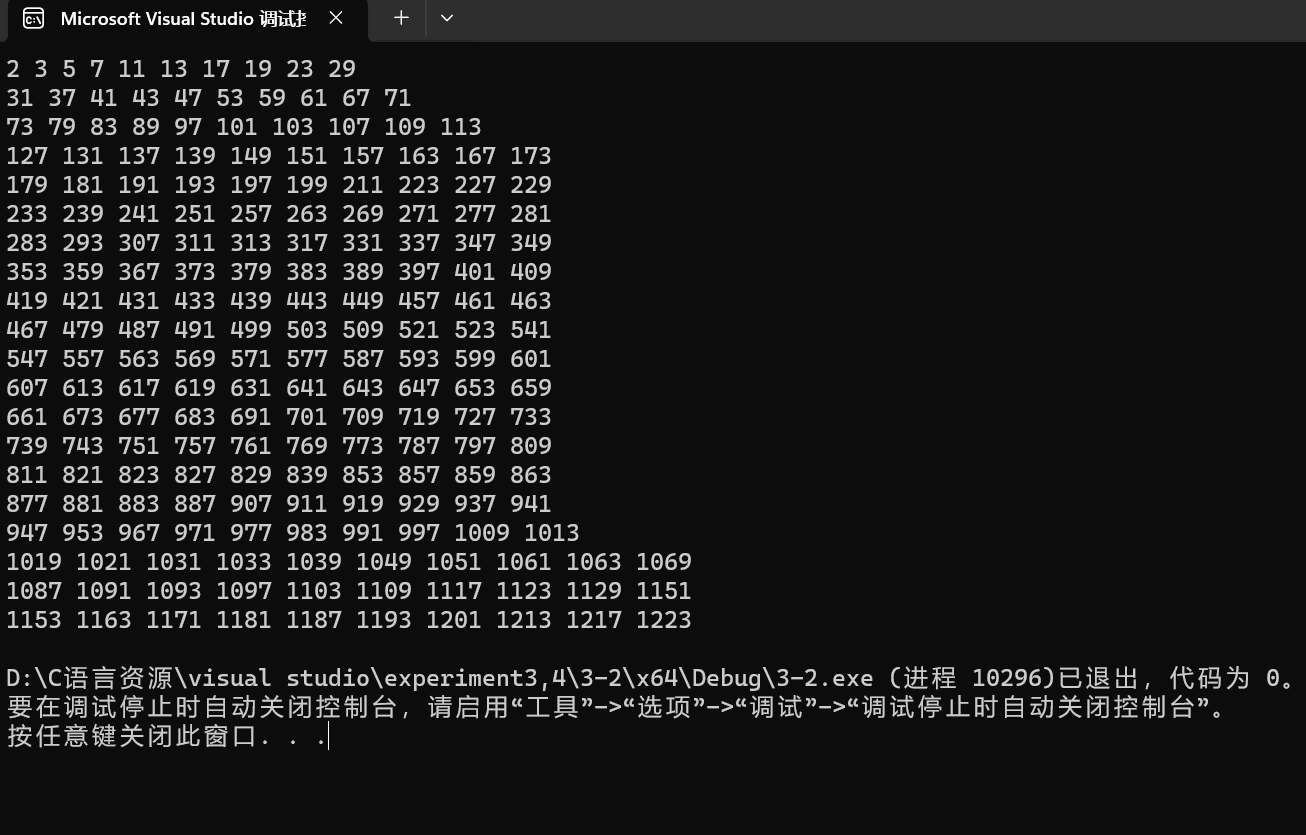 Microsoft Visual Studio 调试
2 3 5 7 11 13 17 19 23 29
31 37 41 43 47 53 59 61 67 71
73 79 83 89 97 101 103 107 109 113
127 131 137 139 149 151 157 163 167 173
179 181 191 193 197 199 211 223 227 229
233 239 241 251 257 263 269 271 277 281
283 293 307 311 313 317 331 337 347 349
353 359 367 373 379 383 389 397 401 409
419 421 431 433 439 443 449 457 461 463
467 479 487 491 499 503 509 521 523 541
547 557 563 569 571 577 587 593 599 601
607 613 617 619 631 641 643 647 653 659
661 673 677 683 691 701 709 719 727 733
739 743 751 757 761 769 773 787 797 809
811 821 823 827 829 839 853 857 859 863
877 881 883 887 907 911 919 929 937 941
947 953 967 971 977 983 991 997 1009 1013
1019 1021 1031 1033 1039 1049 1051 1061 1063 1069
1087 1091 1093 1097 1103 1109 1117 1123 1129 1151
1153 1163 1171 1181 1187 1193 1201 1213 1217 1223
D:\C语言资源\visual studio\experiment3,4\3-2\x64\Debug\3-2.exe (进程 10296)已退出，代码为 0。
要在调试停止时自动关闭控制台，请启用“工具”->“选项”->“调试”->“调试停止时自动关闭控制台”。
按任意键关闭此窗口. . .